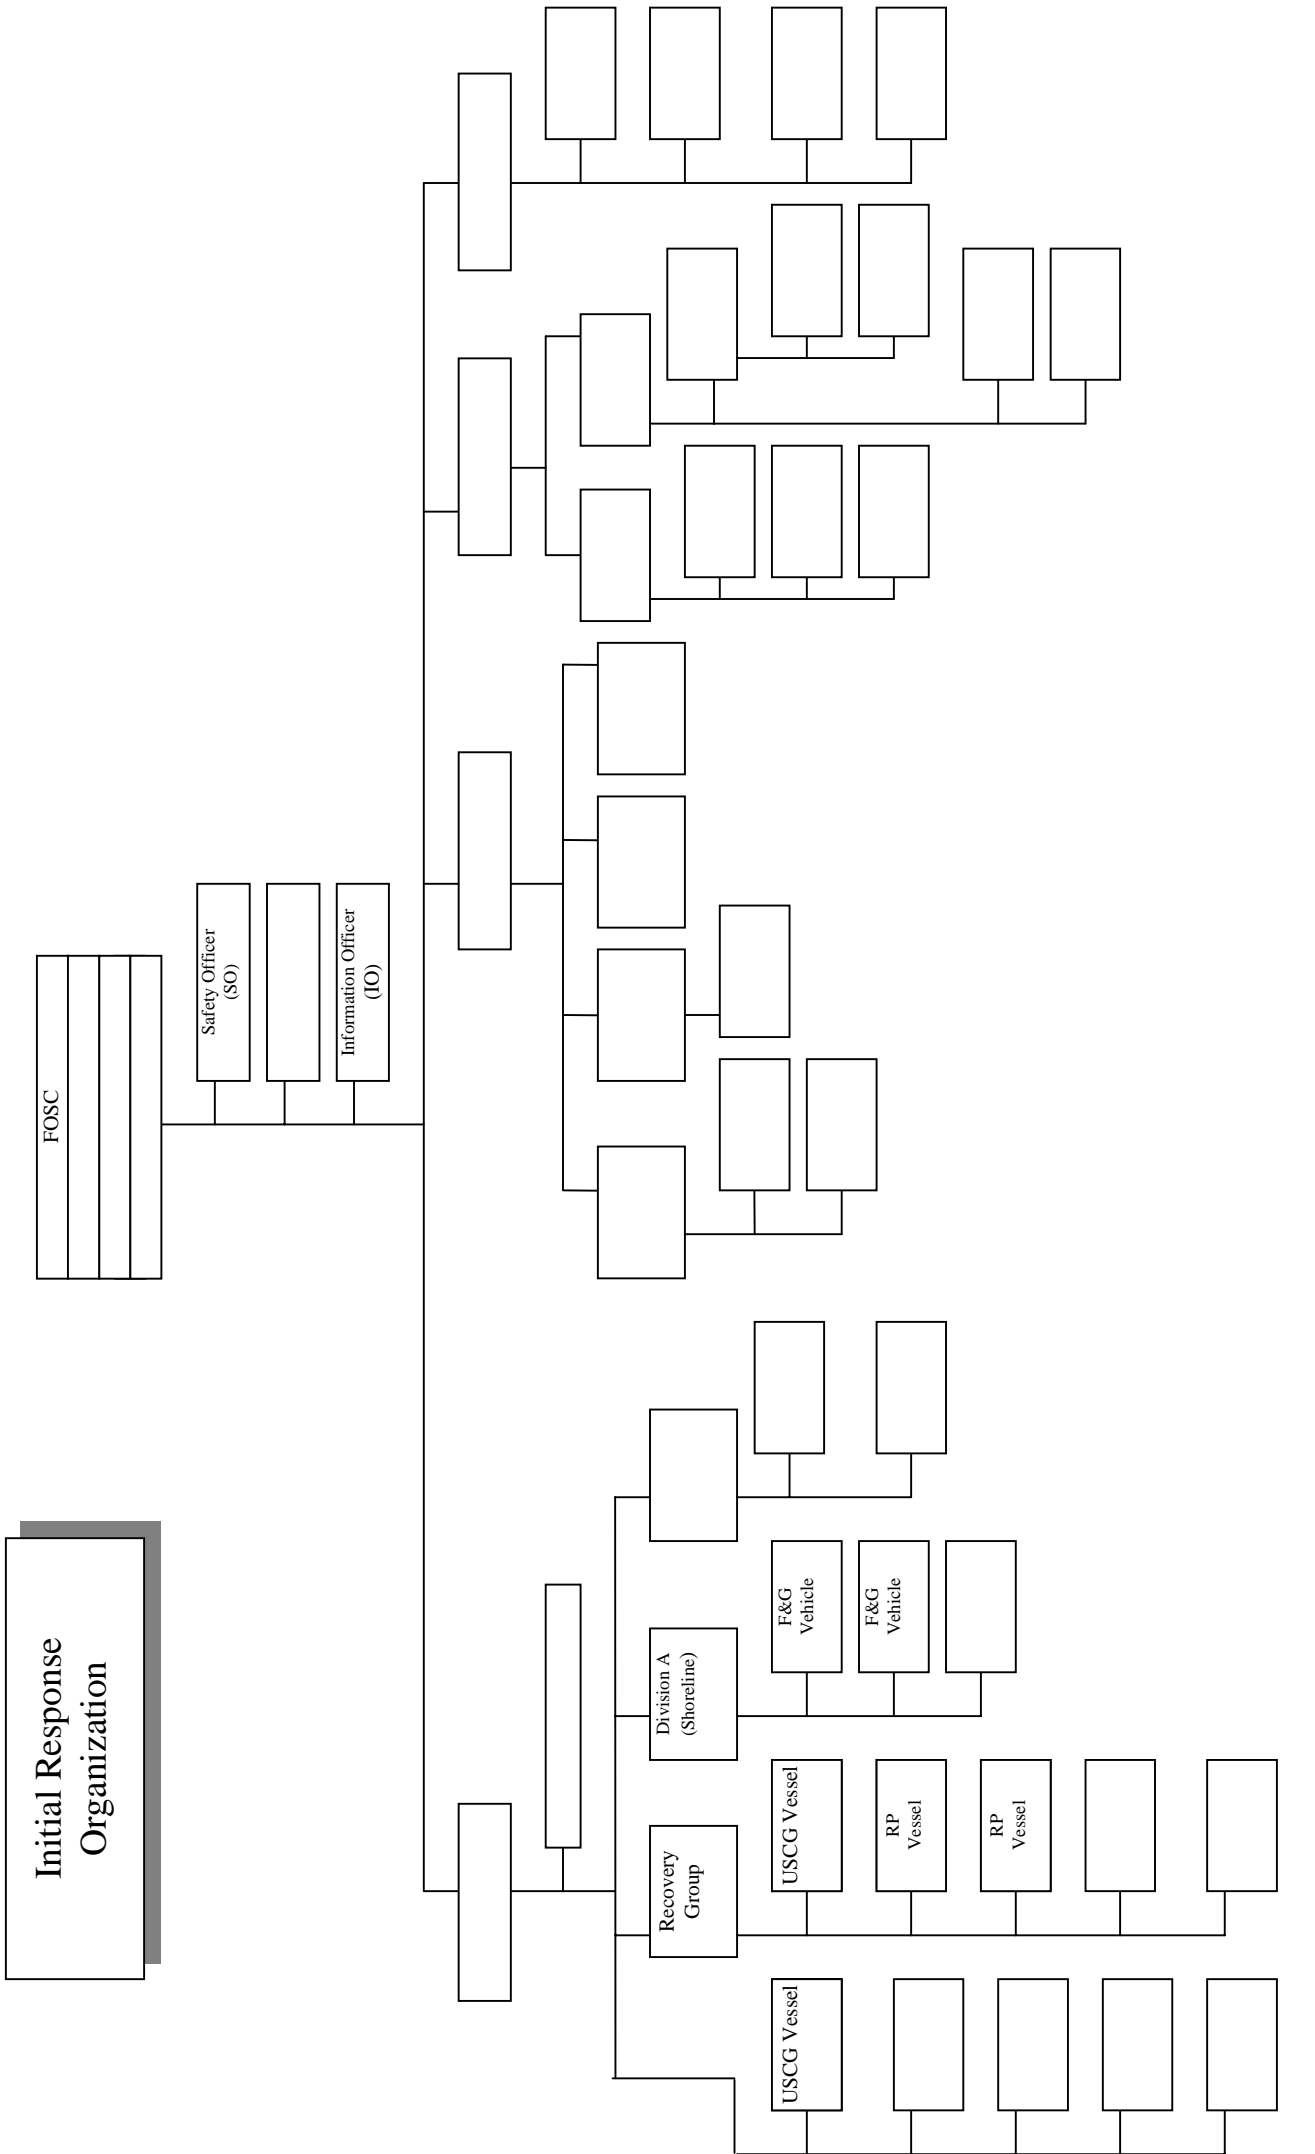 Initial Response
Organization
FOSC
Safety Officer
(SO)
Information Officer
(IO)
USCG Vessel
Recovery
Group
USCG Vessel
RP
Vessel
RP
Vessel
Division A
(Shoreline)
F&G
Vehicle
F&G
Vehicle